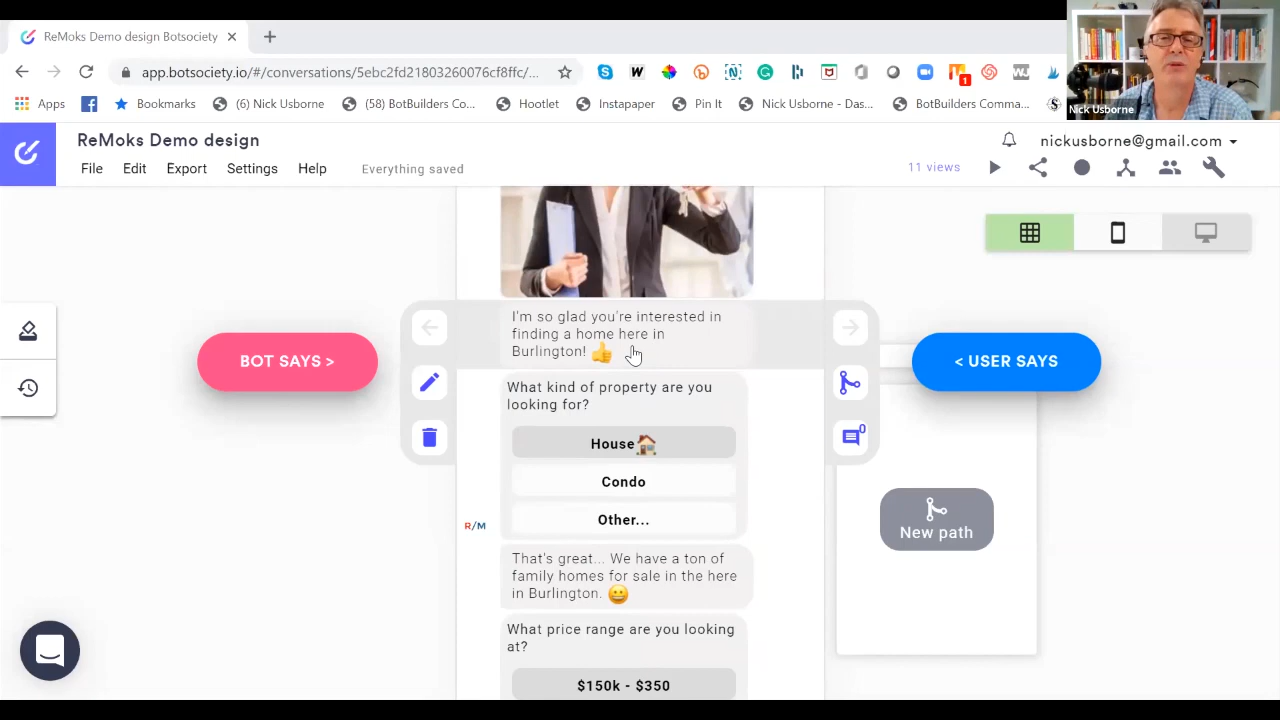 ReMoks Demo design Botsociety
app.botsociety.io/#/conversations/5ef3c2fd21803260076cf8ffc/...
Apps
Bookmarks
(6) Nick Usborne
(58) BotBuilders C...
Hootlet
Instapaper
Pin It
Nick Usborne - Das...
BotBuilders Comma...
Nick Usborne
ReMoks Demo design
nickusborne@gmail.com
File
Edit
Export
Settings
Help
Everything saved
11 views
I'm so glad you're interested in
finding a home here in
Burlington!
BOT SAYS >
< USER SAYS
What kind of property are you
looking for?
House
0
Condo
Other...
R/M
New path
That's great... We have a ton of
family homes for sale in the here
in Burlington.
What price range are you looking
at?
$150k - $350